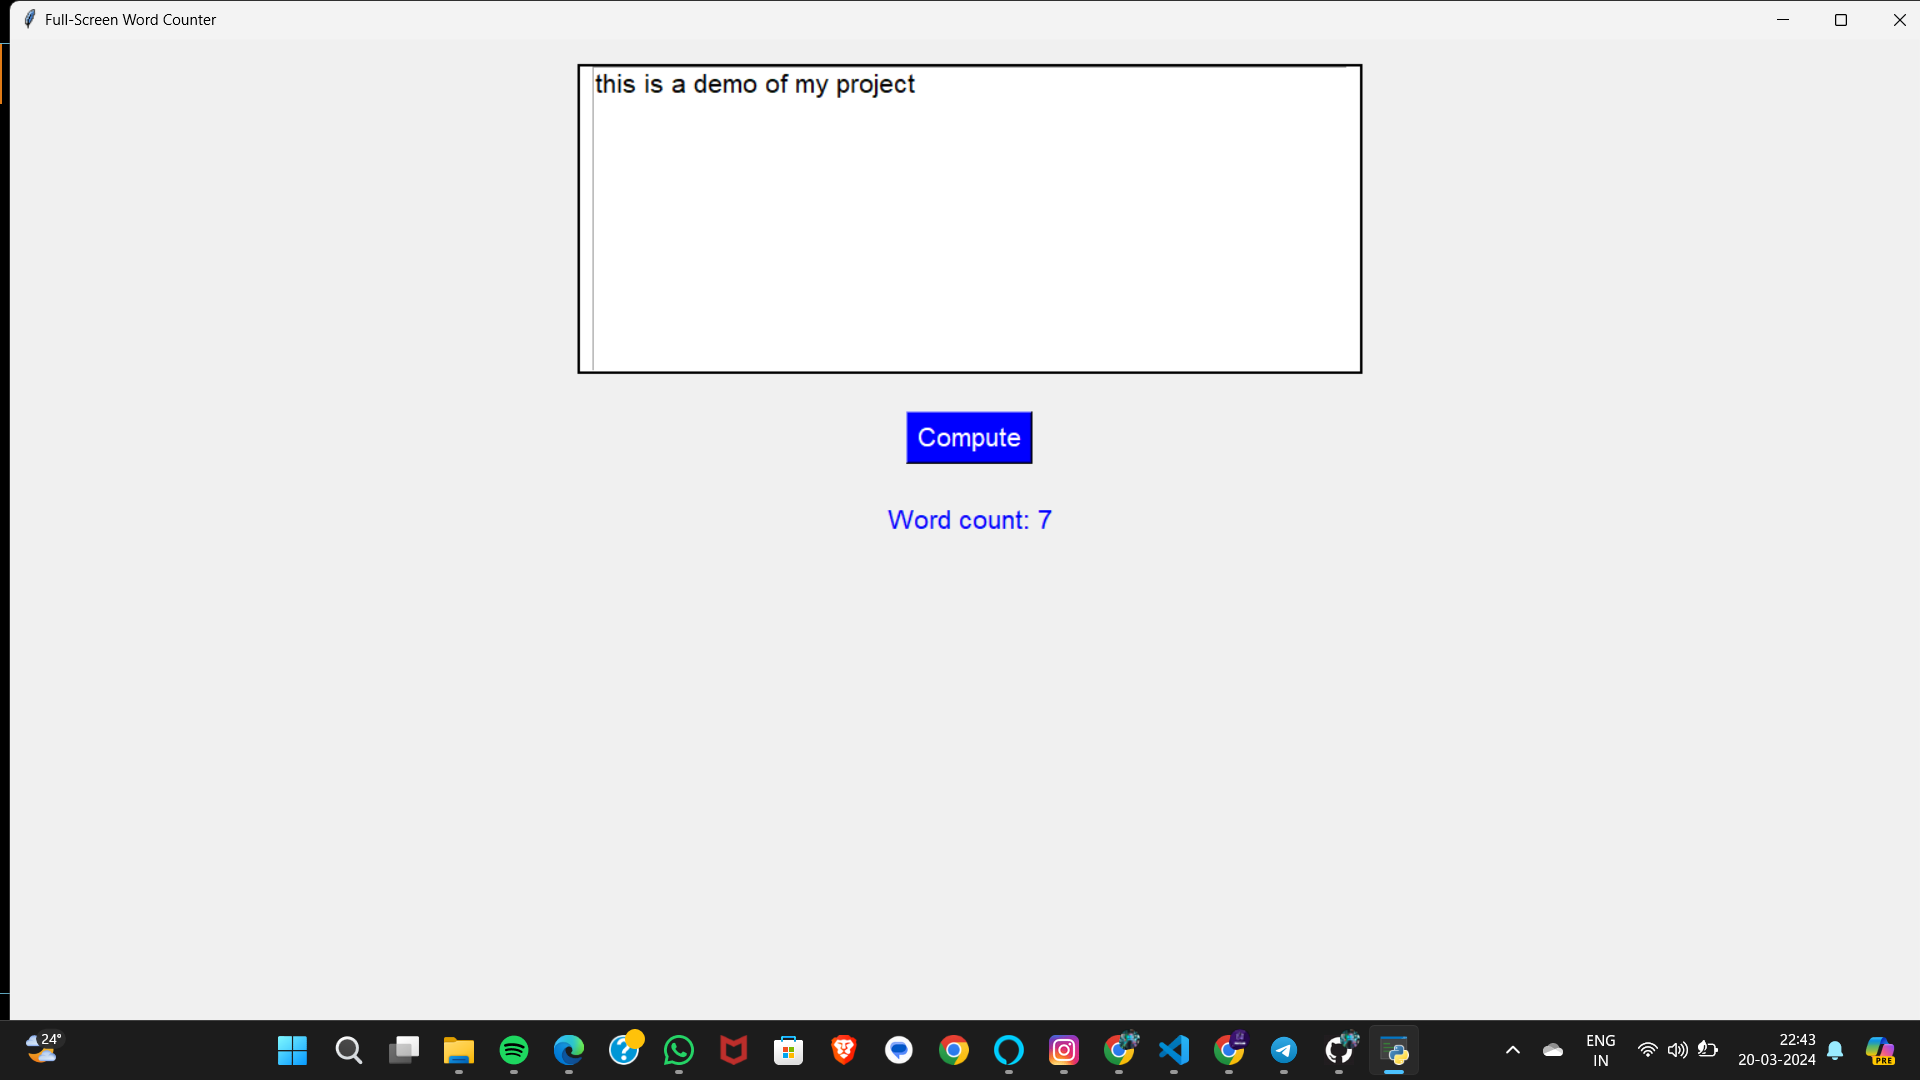 Full-Screen Word Counter
this is a demo of my project
Compute
Word count: 7
24°
ENG
IN
22:43
20-03-2024
PRE